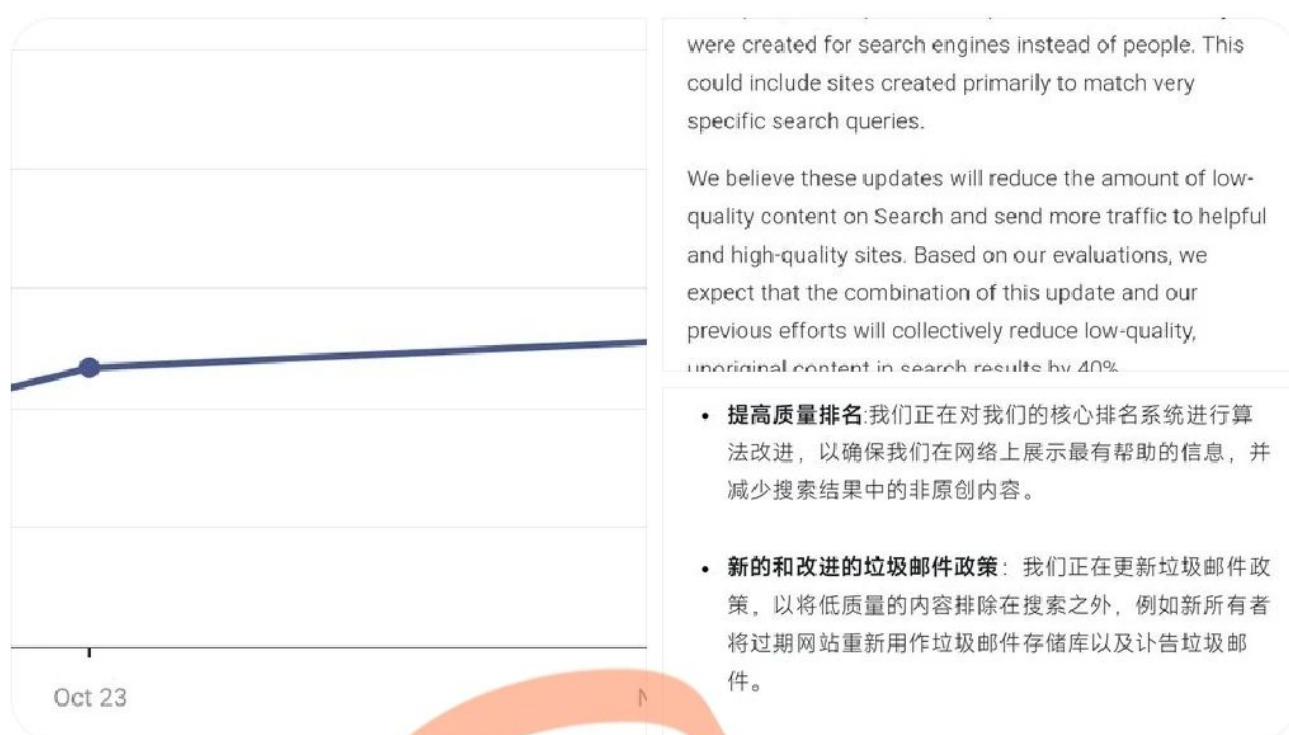 Oct 23
were created for search engines instead of people. This
could include sites created primarily to match very
specific search queries.
We believe these updates will reduce the amount of low-
quality content on Search and send more traffic to helpful
and high-quality sites. Based on our evaluations, we
expect that the combination of this update and our
previous efforts will collectively reduce low-quality,
unoriginal content in search results by 40%
• 提高质量排名:我们正在对我们的核心排名系统进行算
法改进，以确保我们在网络上展示最有帮助的信息，并
减少搜索结果中的非原创内容。
• 新的和改进的垃圾邮件政策：我们正在更新垃圾邮件政
策，以将低质量的内容排除在搜索之外，例如新所有者
将过期网站重新用作垃圾邮件存储库以及讣告垃圾邮
件。